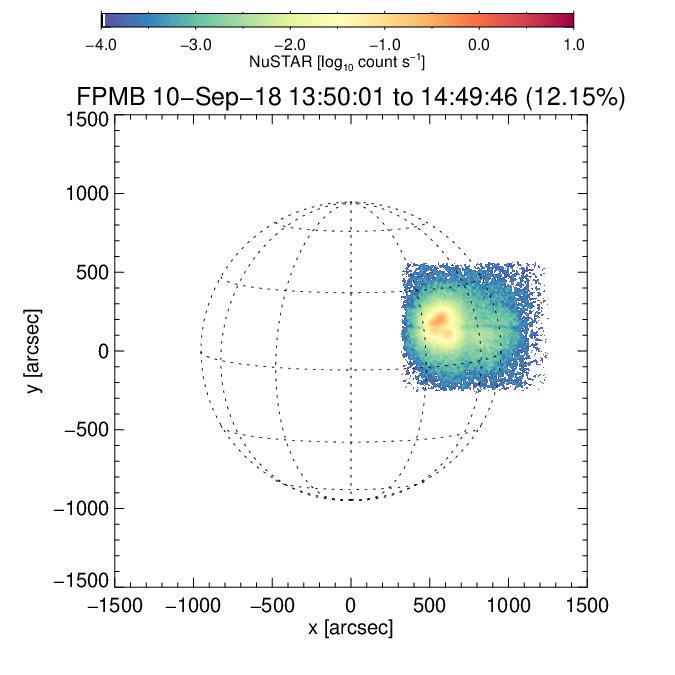 −4.0 −3.0 −2.0 −1.0 0.0 1.0
NuSTAR [log₁₀ count s⁻¹]
FPMB 10−Sep−18 13:50:01 to 14:49:46 (12.15%)
1500
1000
500
0
−500
−1000
−1500
y [arcsec]
−1500 −1000 −500 0 500 1000 1500
x [arcsec]